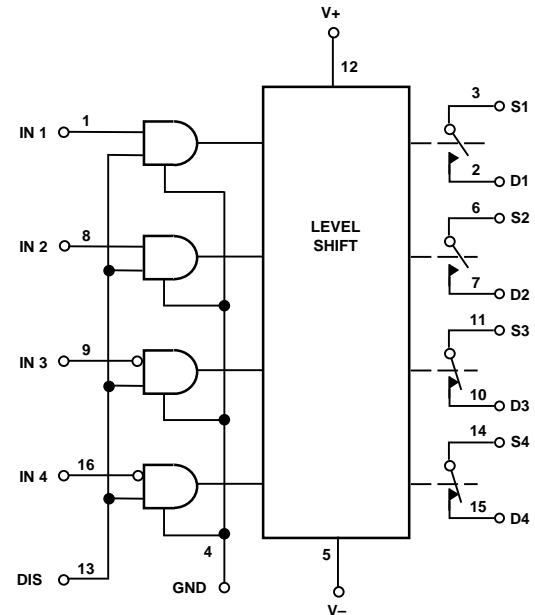 V+
12
IN 1
1
3
S1
2
D1
IN 2
8
6
S2
LEVEL
SHIFT
7
D2
IN 3
9
11
S3
10
D3
IN 4
16
14
S4
15
D4
4
5
DIS
13
GND
V–